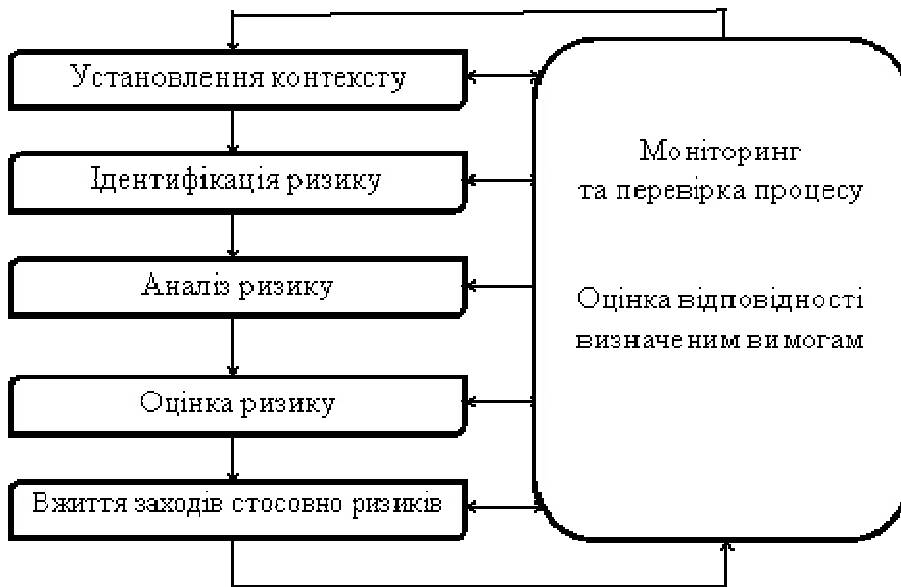 Установлення контексту
Ідентифікація ризику
Аналіз ризику
Оцінка ризику
Вжиття заходів стосовно ризиків
Моніторинг
та перевірка процесу
Оцінка відповідності
визначеним вимогам